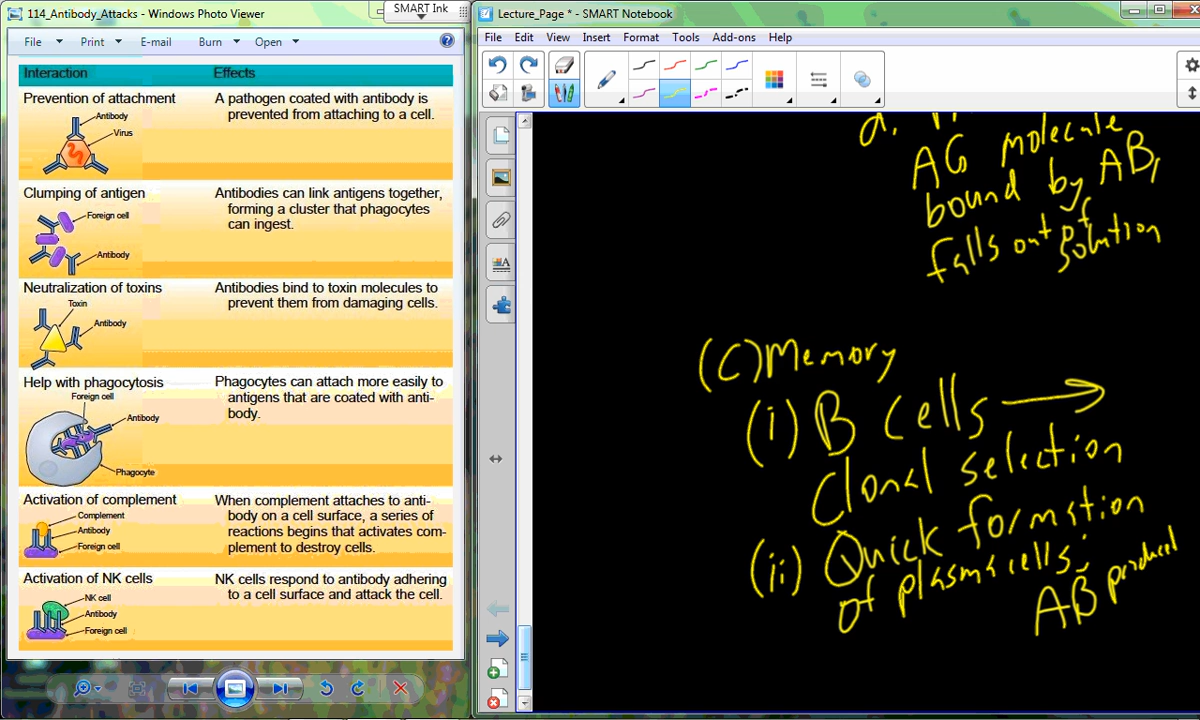 114_Antibody_Attacks - Windows Photo Viewer
File Print E-mail Burn Open
Interaction Effects
Prevention of attachment
Antibody
Virus
A pathogen coated with antibody is
prevented from attaching to a cell.
Clumping of antigen
Foreign cell
Antibody
Antibodies can link antigens together,
forming a cluster that phagocytes
can ingest.
Neutralization of toxins
Toxin
Antibody
Antibodies bind to toxin molecules to
prevent them from damaging cells.
Help with phagocytosis
Foreign cell
Antibody
Phagocyte
Phagocytes can attach more easily to
antigens that are coated with anti-
body.
Activation of complement
Complement
Antibody
Foreign cell
When complement attaches to anti-
body on a cell surface, a series of
reactions begins that activates com-
plement to destroy cells.
Activation of NK cells
NK cell
Antibody
Foreign cell
NK cells respond to antibody adhering
to a cell surface and attack the cell.
SMART Ink
Lecture_Page * - SMART Notebook
File Edit View Insert Format Tools Add-ons Help
a.
AG molecule
bound by AB,
falls out of
solution
(C) Memory
(i) B cells →
Clonal selection
(ii) Quick formation
of plasma cells;
AB produced